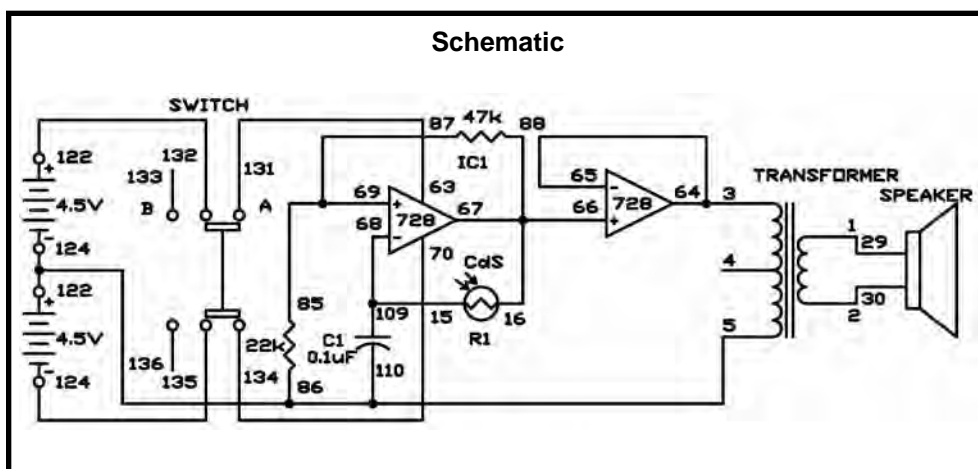 Schematic
SWITCH
122
+
4.5V
-
124
122
+
4.5V
-
124
133
132
131
B
A
136
135
134
87
47k
88
IC1
69
+
63
728
67
68
-
70
CdS
85
109
15
16
R1
22k
C1
0.1uF
110
86
65
-
728
64
66
+
TRANSFORMER
SPEAKER
3
4
5
1
29
30
2